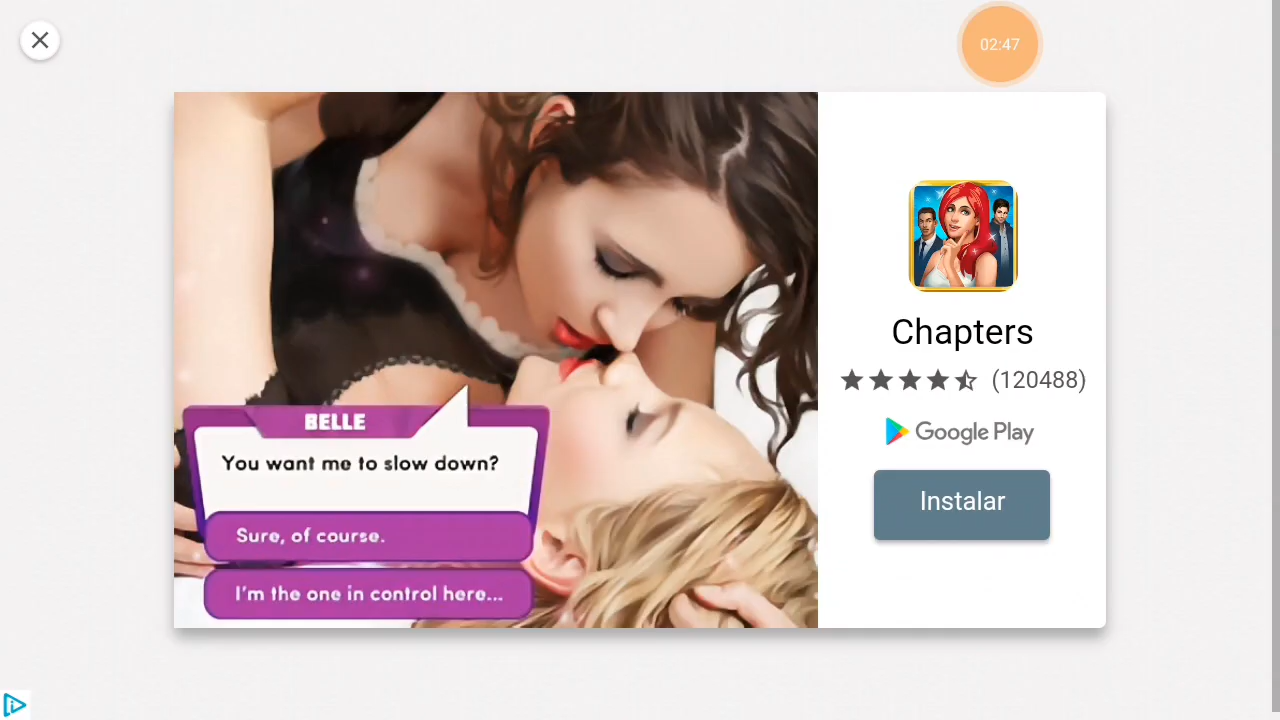 02:47
BELLE
You want me to slow down?
Sure, of course.
I'm the one in control here...
Chapters
(120488)
Google Play
Instalar